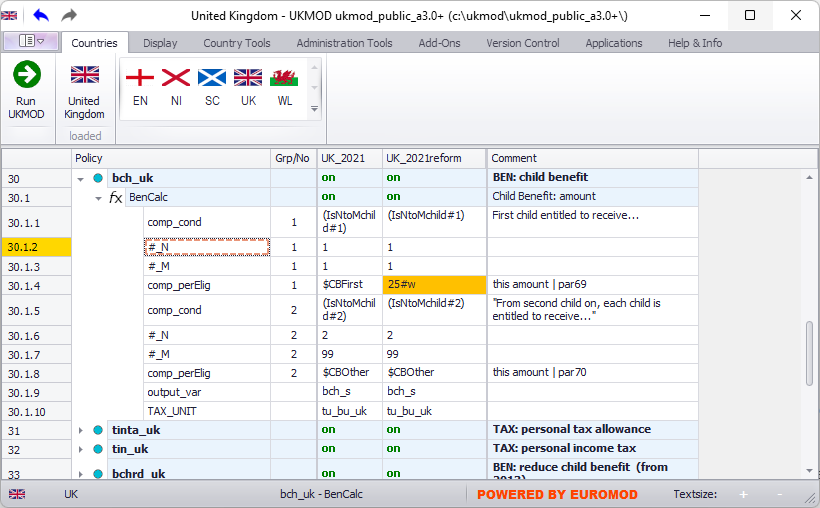 United Kingdom - UKMOD ukmod_public_a3.0+ (c:\ukmod\ukmod_public_a3.0+\)
Countries Display Country Tools Administration Tools Add-Ons Version Control Applications Help & Info
Run UKMOD
United Kingdom
loaded
EN NI SC UK WL
Policy Grp/No UK_2021 UK_2021reform Comment
30 bch_uk on on BEN: child benefit
30.1 fx BenCalc on on Child Benefit: amount
30.1.1 comp_cond 1 (IsNtoMchild#1) (IsNtoMchild#1) First child entitled to receive...
30.1.2 #_N 1 1 1
30.1.3 #_M 1 1 1
30.1.4 comp_perElig 1 $CBFirst 25#w this amount | par69
30.1.5 comp_cond 2 (IsNtoMchild#2) (IsNtoMchild#2) "From second child on, each child is entitled to receive..."
30.1.6 #_N 2 2 2
30.1.7 #_M 2 99 99
30.1.8 comp_perElig 2 $CBOther $CBOther this amount | par70
30.1.9 output_var bch_s bch_s
30.1.10 TAX_UNIT tu_bu_uk tu_bu_uk
31 tinta_uk on on TAX: personal tax allowance
32 tin_uk on on TAX: personal income tax
33 bchrd_uk on on BEN: reduce child benefit (from
UK bch_uk - BenCalc POWERED BY EUROMOD Textsize: + -